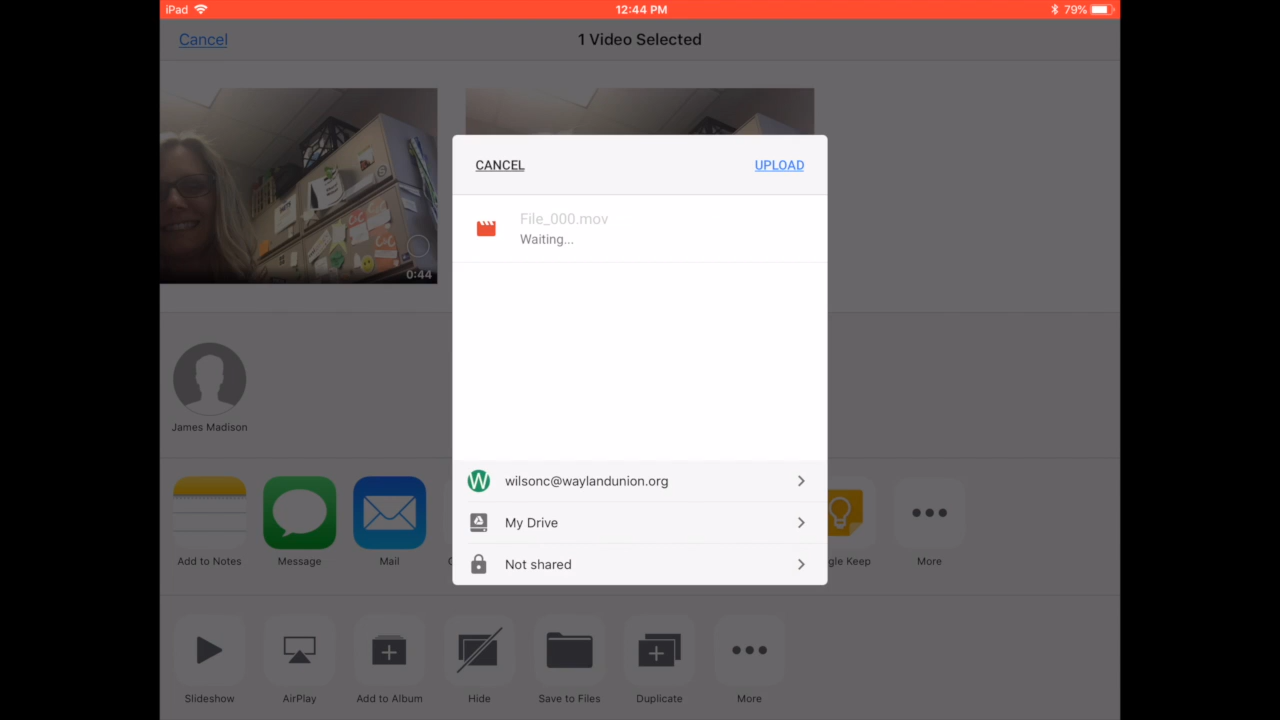 iPad 12:44 PM 79%
Cancel 1 Video Selected
0:44
CANCEL UPLOAD
File_000.mov
Waiting...
James Madison
wilsonc@waylandunion.org
My Drive
Not shared
Add to Notes Message Mail gle Keep More
Slideshow AirPlay Add to Album Hide Save to Files Duplicate More